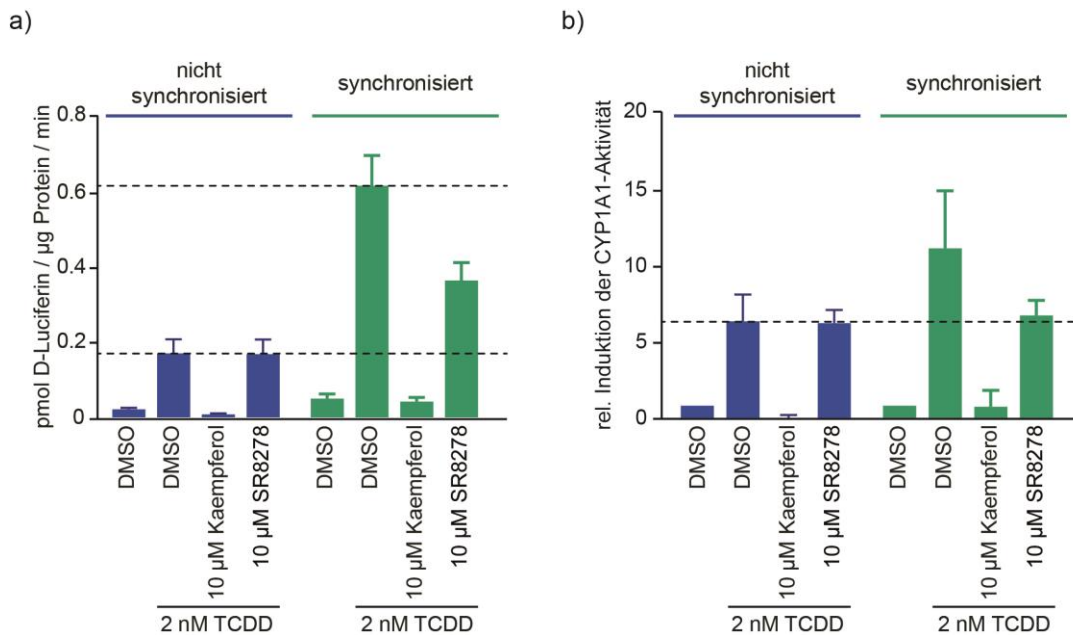 a)
nicht
synchronisiert
synchronisiert
pmol D-Luciferin / µg Protein / min
0.8
0.6
0.4
0.2
0
DMSO
DMSO
10 µM Kaempferol
10 µM SR8278
DMSO
DMSO
10 µM Kaempferol
10 µM SR8278
2 nM TCDD
2 nM TCDD
b)
nicht
synchronisiert
synchronisiert
rel. Induktion der CYP1A1-Aktivität
20
15
10
5
0
DMSO
DMSO
10 µM Kaempferol
10 µM SR8278
DMSO
DMSO
10 µM Kaempferol
10 µM SR8278
2 nM TCDD
2 nM TCDD